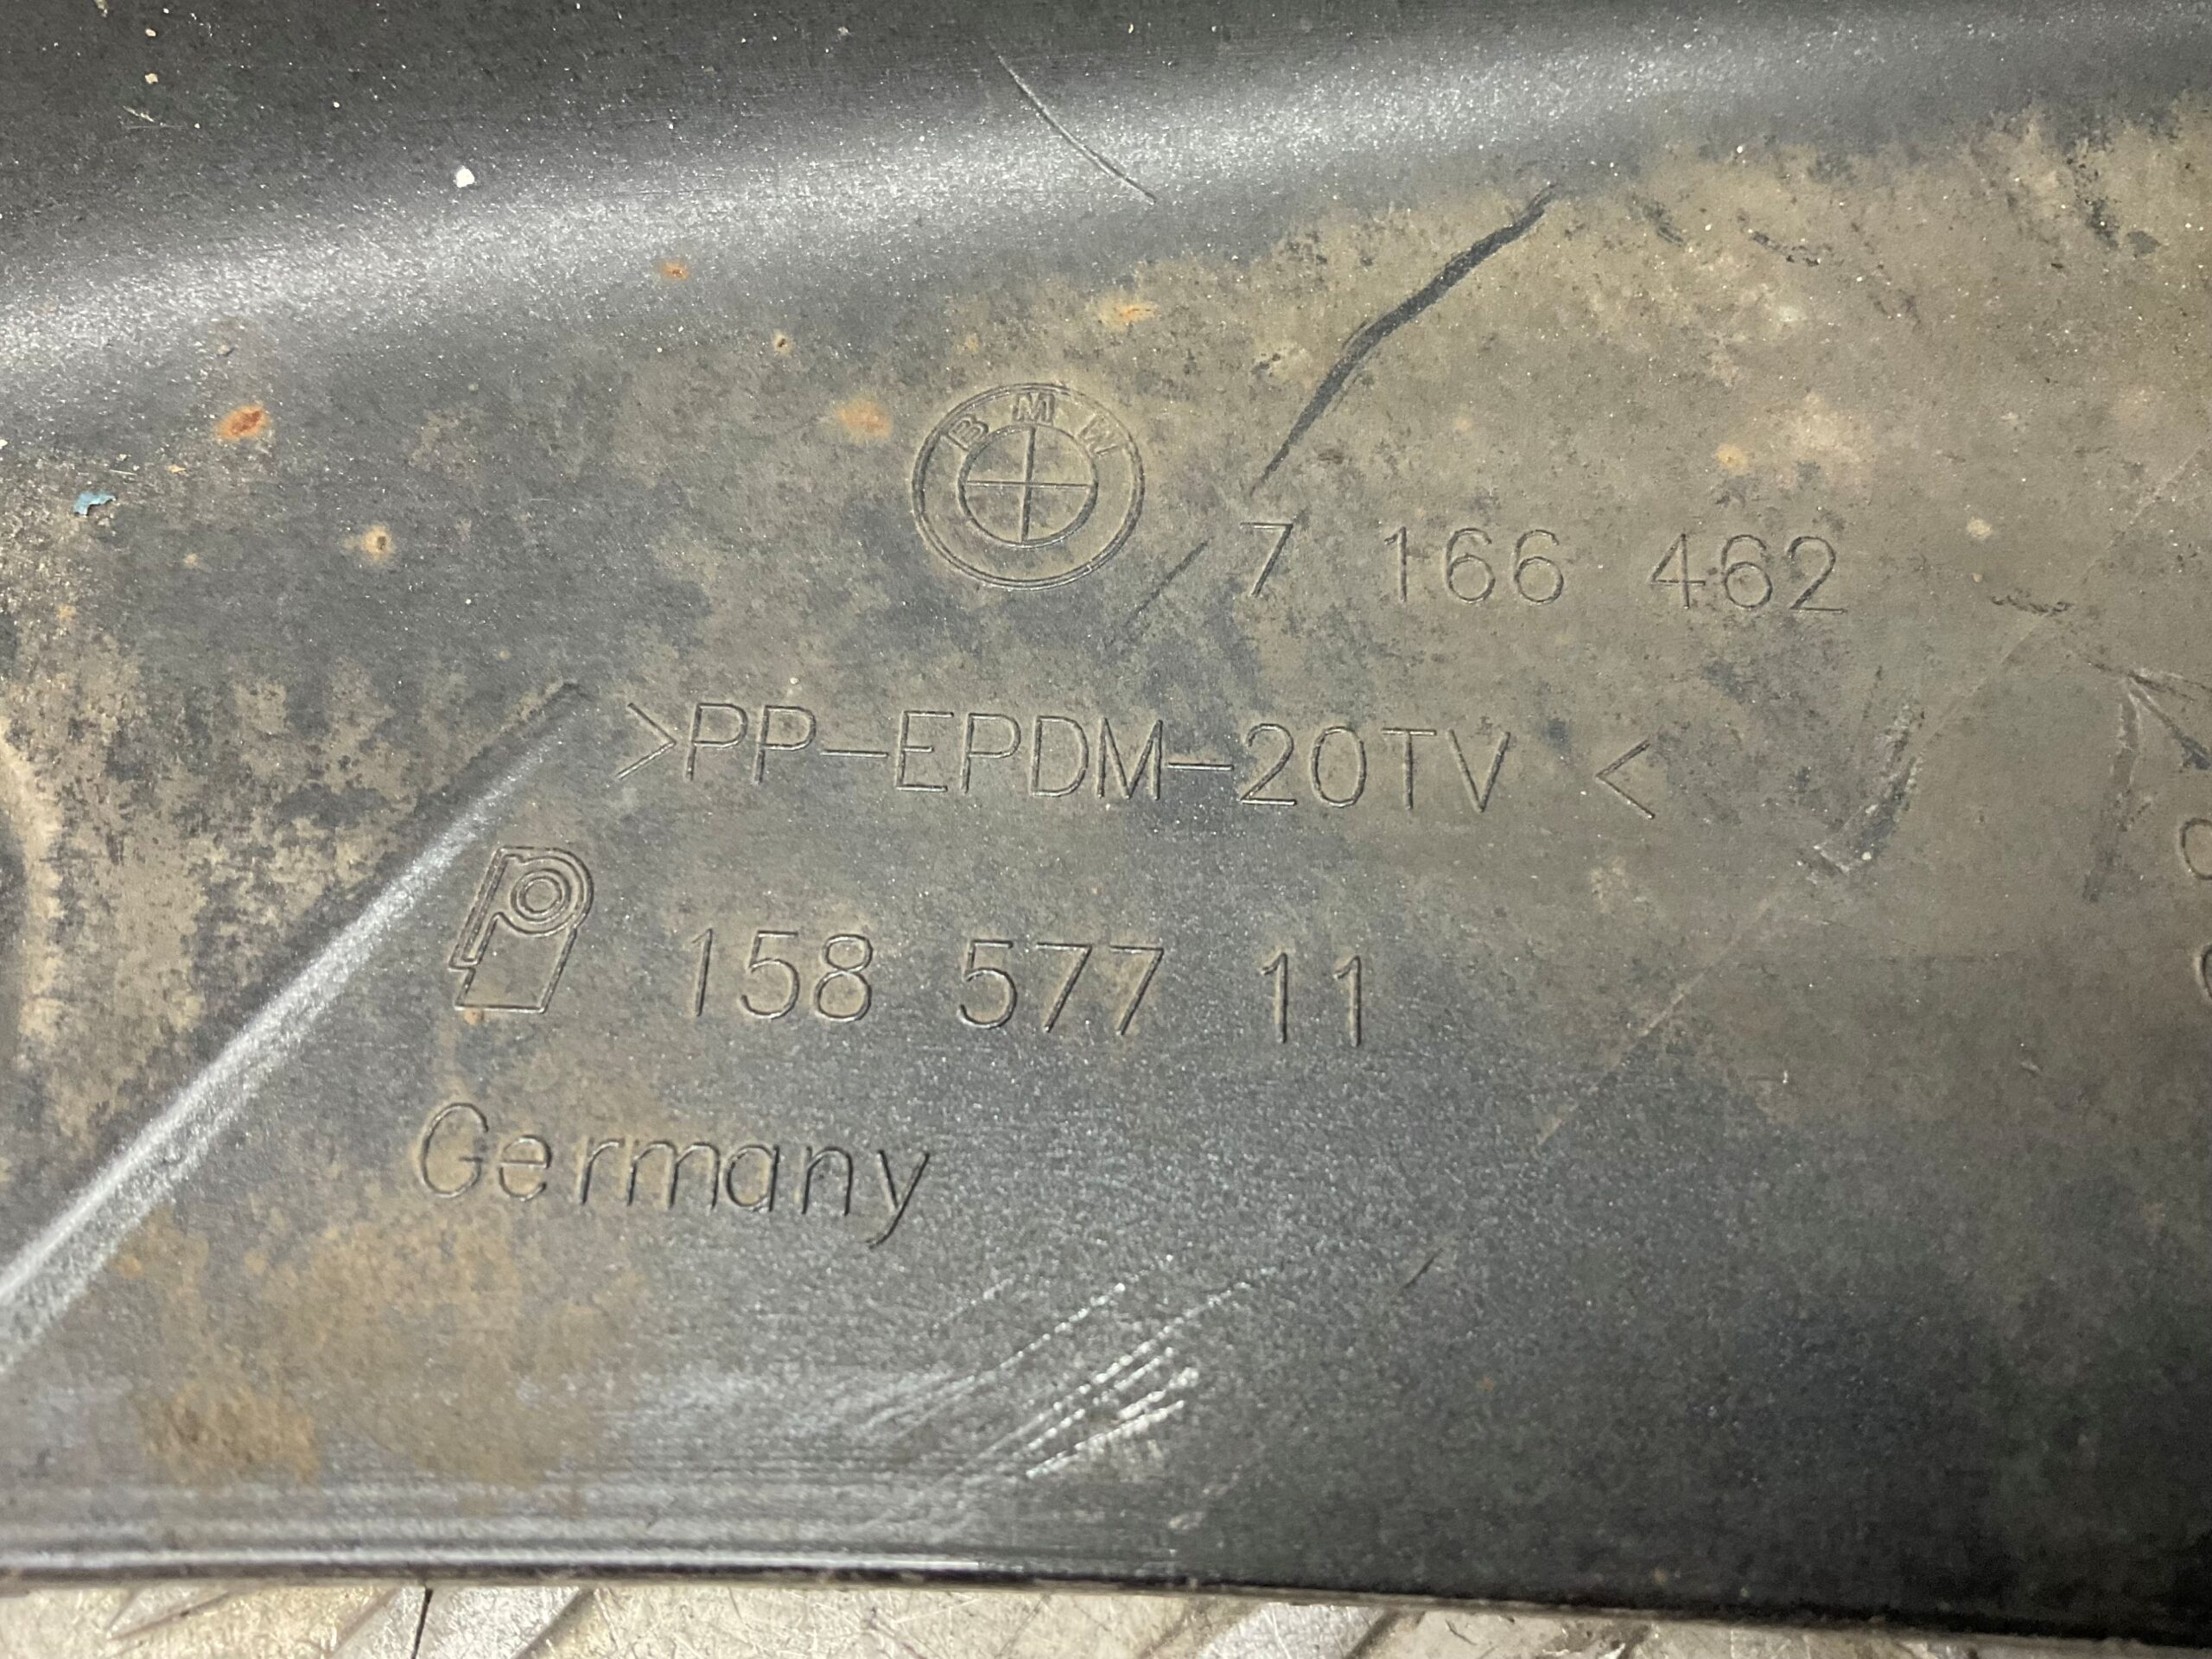 BMW
7 166 462
>PP-EPDM-20TV <
158 577 11
Germany